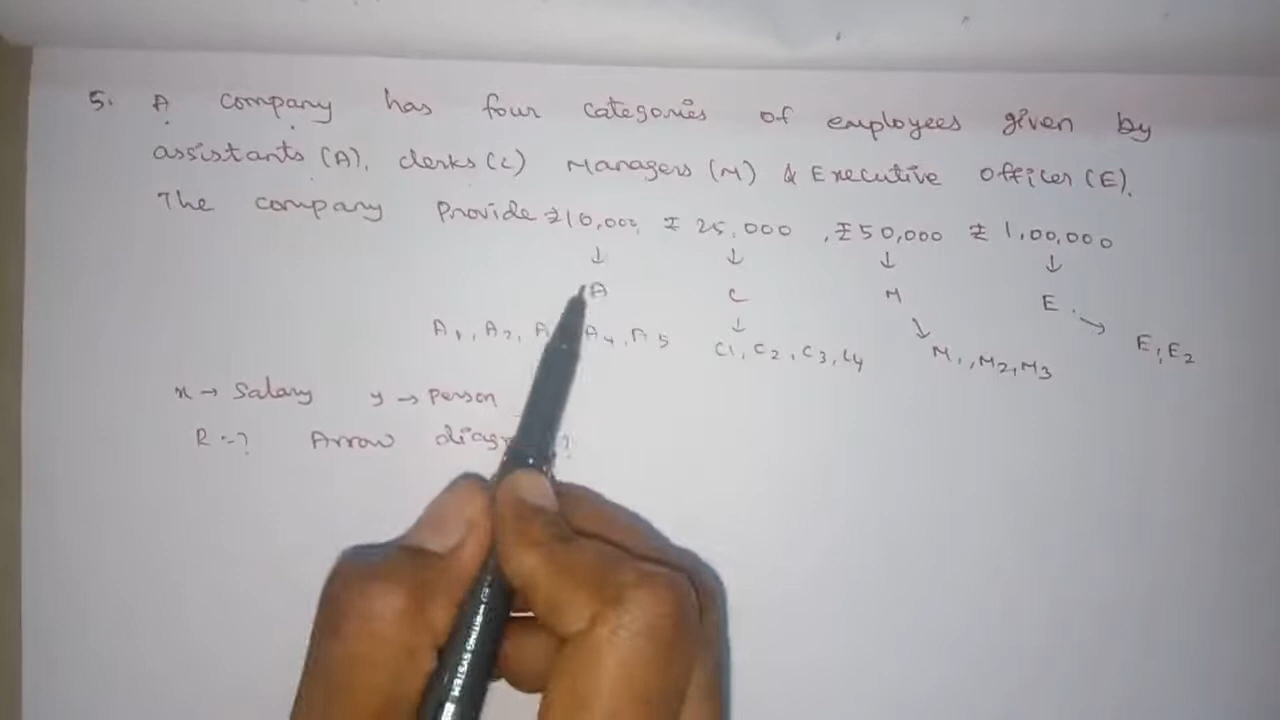 5. A company has four categories of employees given by
assistants (A), clerks (C) Managers (M) & Executive Officer (E).
The company Provide ₹10,000, ₹ 25,000 , ₹50,000 ₹ 1,00,000
↓ ↓ ↓ ↓
A C M E
A1, A2, A A4, A5 C1, C2, C3, C4 M1, M2, M3 E1, E2
x → Salary y → Person
R = ? Arrow ?